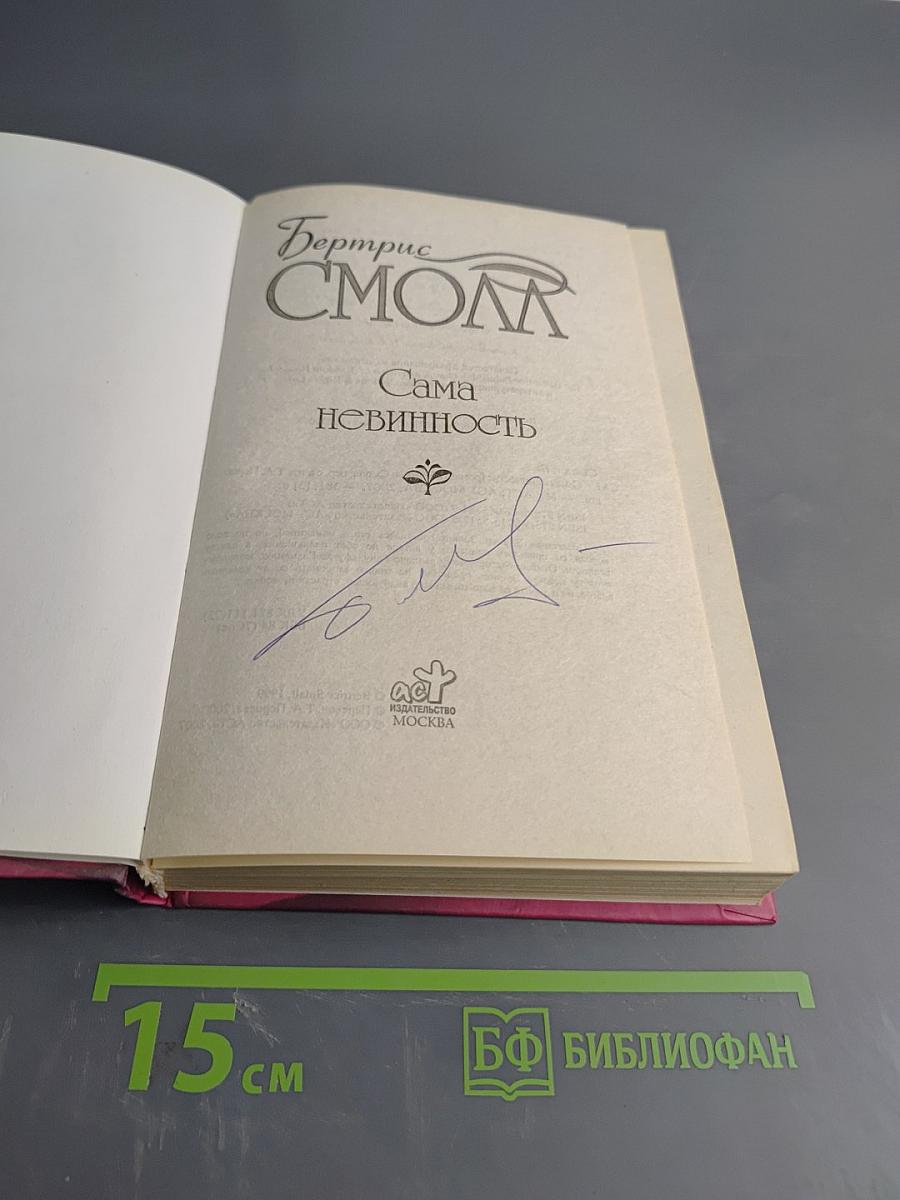 Бертрис
СМОЛЛ
Сама
невинность
аст
ИЗДАТЕЛЬСТВО
МОСКВА
15 см
БФ БИБЛИОФАН